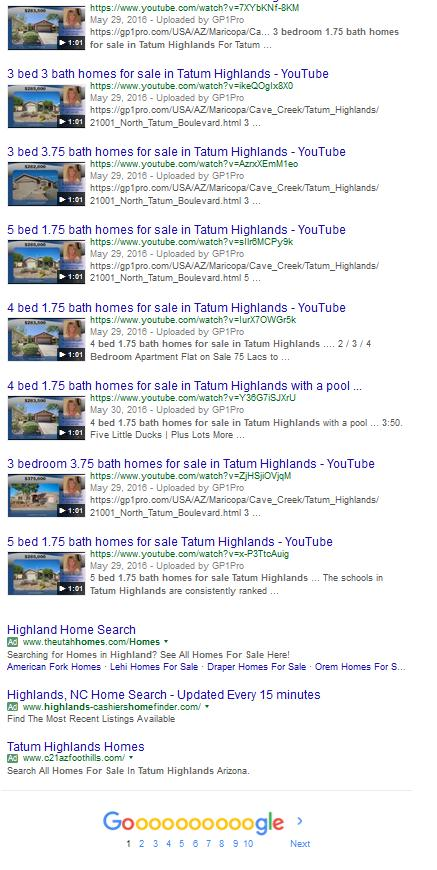 https://www.youtube.com/watch?v=7XYbKNf-8KM
May 29, 2016 - Uploaded by GP1Pro
https://gp1pro.com/USA/AZ/Maricopa/Ca... 3 bedroom 1.75 bath homes
for sale in Tatum Highlands For Tatum ...
1:01
3 bed 3 bath homes for sale in Tatum Highlands - YouTube
https://www.youtube.com/watch?v=ikeQOglx8X0
May 29, 2016 - Uploaded by GP1Pro
https://gp1pro.com/USA/AZ/Maricopa/Cave_Creek/Tatum_Highlands/
21001_North_Tatum_Boulevard.html 3 ...
1:01
3 bed 3.75 bath homes for sale in Tatum Highlands - YouTube
https://www.youtube.com/watch?v=AzrxXEmM1eo
May 29, 2016 - Uploaded by GP1Pro
https://gp1pro.com/USA/AZ/Maricopa/Cave_Creek/Tatum_Highlands/
21001_North_Tatum_Boulevard.html 3 ...
1:01
5 bed 1.75 bath homes for sale in Tatum Highlands - YouTube
https://www.youtube.com/watch?v=sIlr6MCPy9k
May 29, 2016 - Uploaded by GP1Pro
https://gp1pro.com/USA/AZ/Maricopa/Cave_Creek/Tatum_Highlands/
21001_North_Tatum_Boulevard.html 5 ...
1:01
4 bed 1.75 bath homes for sale in Tatum Highlands - YouTube
https://www.youtube.com/watch?v=IurX7OWGr5k
May 29, 2016 - Uploaded by GP1Pro
4 bed 1.75 bath homes for sale in Tatum Highlands .... 2 / 3 / 4
Bedroom Apartment Flat on Sale 75 Lacs to ...
1:01
4 bed 1.75 bath homes for sale in Tatum Highlands with a pool ...
https://www.youtube.com/watch?v=Y36G7iSJXrU
May 30, 2016 - Uploaded by GP1Pro
4 bed 1.75 bath homes for sale in Tatum Highlands with a pool ... 3:50.
Five Little Ducks | Plus Lots More ...
1:01
3 bedroom 3.75 bath homes for sale in Tatum Highlands - YouTube
https://www.youtube.com/watch?v=ZjHSjiOVjqM
May 29, 2016 - Uploaded by GP1Pro
https://gp1pro.com/USA/AZ/Maricopa/Cave_Creek/Tatum_Highlands/
21001_North_Tatum_Boulevard.html 3 ...
1:01
5 bed 1.75 bath homes for sale Tatum Highlands - YouTube
https://www.youtube.com/watch?v=x-P3TtcAuig
May 29, 2016 - Uploaded by GP1Pro
5 bed 1.75 bath homes for sale Tatum Highlands ... The schools in
Tatum Highlands are consistently ranked ...
1:01
Highland Home Search
Ad www.theutahhomes.com/Homes
Searching for Homes in Highland? See All Homes For Sale Here!
American Fork Homes · Lehi Homes For Sale · Draper Homes For Sale · Orem Homes For S...
Highlands, NC Home Search - Updated Every 15 minutes
Ad www.highlands-cashiershomefinder.com/
Find The Most Recent Listings Available
Tatum Highlands Homes
Ad www.c21azfoothills.com/
Search All Homes For Sale In Tatum Highlands Arizona.
Goooooooooogle >
1 2 3 4 5 6 7 8 9 10 Next